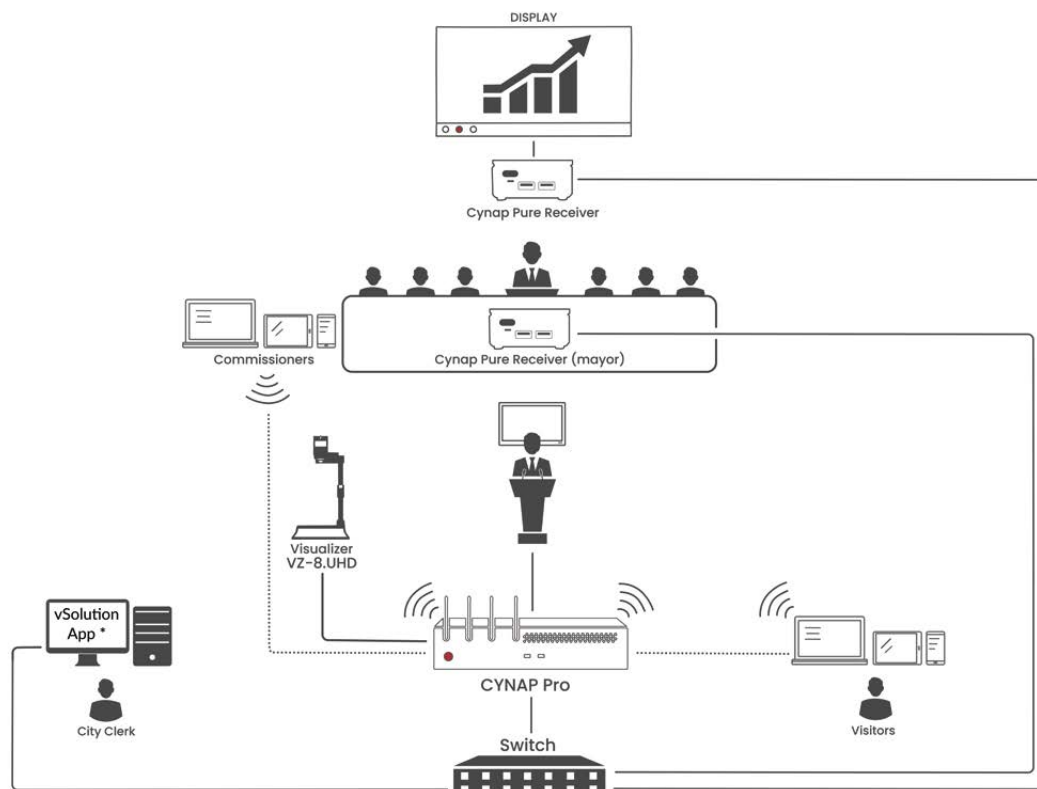 DISPLAY
Cynap Pure Receiver
Commissioners
Cynap Pure Receiver (mayor)
Visualizer
VZ-8.UHD
vSolution
App *
City Clerk
CYNAP Pro
Visitors
Switch